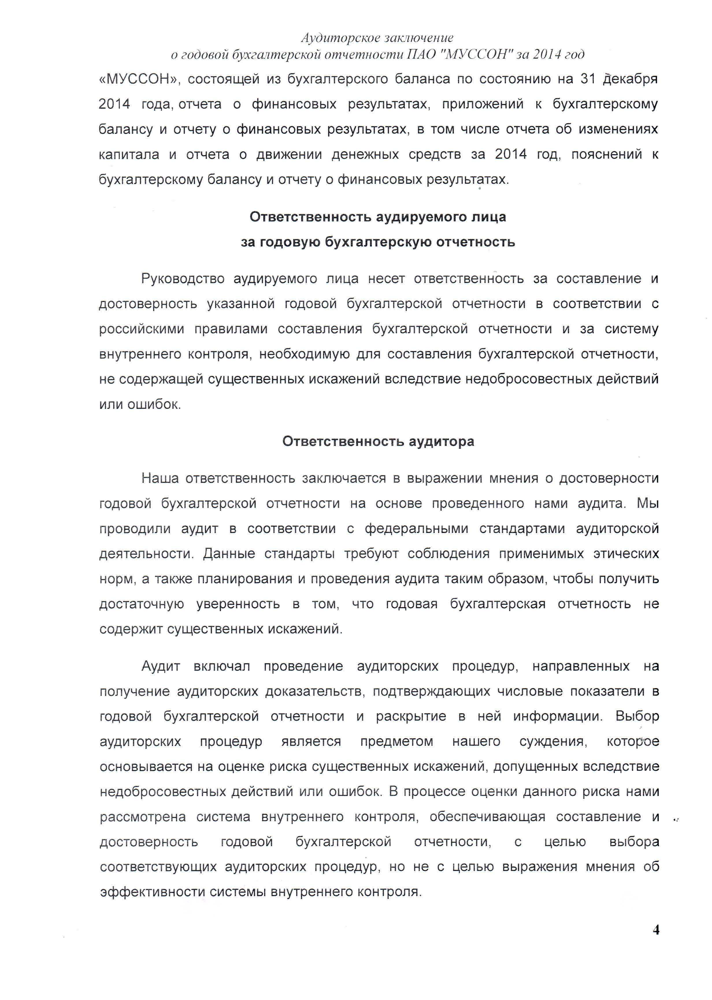 Аудиторское заключение
о годовой бухгалтерской отчетности ПАО "МУССОН" за 2014 год
«МУССОН», состоящей из бухгалтерского баланса по состоянию на 31 декабря
2014 года, отчета о финансовых результатах, приложений к бухгалтерскому
балансу и отчету о финансовых результатах, в том числе отчета об изменениях
капитала и отчета о движении денежных средств за 2014 год, пояснений к
бухгалтерскому балансу и отчету о финансовых результатах.
Ответственность аудируемого лица
за годовую бухгалтерскую отчетность
Руководство аудируемого лица несет ответственность за составление и
достоверность указанной годовой бухгалтерской отчетности в соответствии с
российскими правилами составления бухгалтерской отчетности и за систему
внутреннего контроля, необходимую для составления бухгалтерской отчетности,
не содержащей существенных искажений вследствие недобросовестных действий
или ошибок.
Ответственность аудитора
Наша ответственность заключается в выражении мнения о достоверности
годовой бухгалтерской отчетности на основе проведенного нами аудита. Мы
проводили аудит в соответствии с федеральными стандартами аудиторской
деятельности. Данные стандарты требуют соблюдения применимых этических
норм, а также планирования и проведения аудита таким образом, чтобы получить
достаточную уверенность в том, что годовая бухгалтерская отчетность не
содержит существенных искажений.
Аудит включал проведение аудиторских процедур, направленных на
получение аудиторских доказательств, подтверждающих числовые показатели в
годовой бухгалтерской отчетности и раскрытие в ней информации. Выбор
аудиторских процедур является предметом нашего суждения, которое
основывается на оценке риска существенных искажений, допущенных вследствие
недобросовестных действий или ошибок. В процессе оценки данного риска нами
рассмотрена система внутреннего контроля, обеспечивающая составление и
достоверность годовой бухгалтерской отчетности, с целью выбора
соответствующих аудиторских процедур, но не с целью выражения мнения об
эффективности системы внутреннего контроля.
4